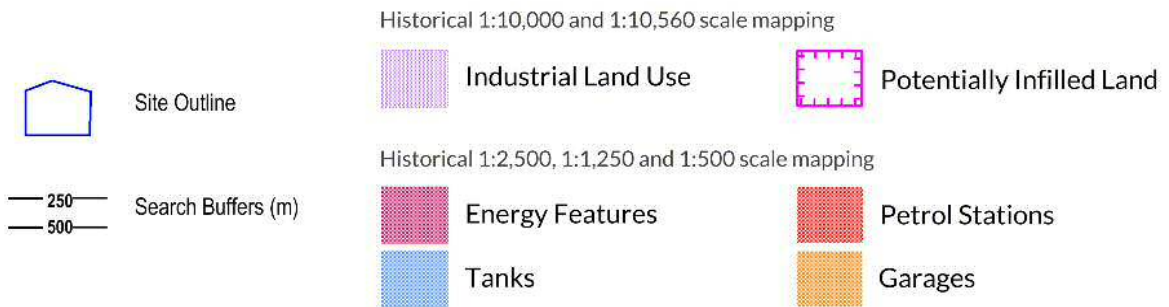 Historical 1:10,000 and 1:10,560 scale mapping
Site Outline
Industrial Land Use
Potentially Infilled Land
Historical 1:2,500, 1:1,250 and 1:500 scale mapping
250
500
Search Buffers (m)
Energy Features
Petrol Stations
Tanks
Garages